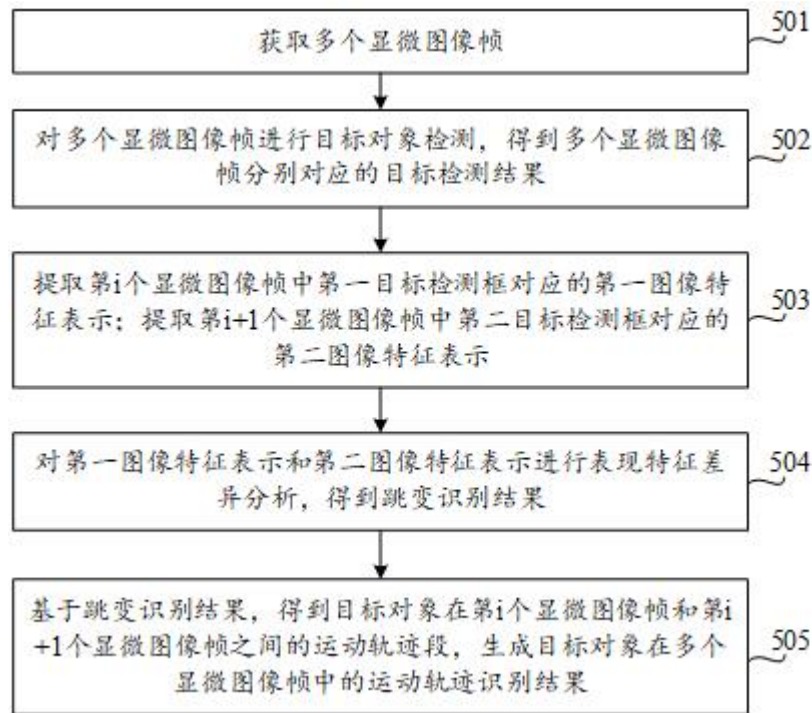 获取多个显微图像帧
501
对多个显微图像帧进行目标对象检测，得到多个显微图像
帧分别对应的目标检测结果
502
提取第i个显微图像帧中第一目标检测框对应的第一图像特
征表示；提取第i+1个显微图像帧中第二目标检测框对应的
第二图像特征表示
503
对第一图像特征表示和第二图像特征表示进行表现特征差
异分析，得到跳变识别结果
504
基于跳变识别结果，得到目标对象在第i个显微图像帧和第i
+1个显微图像帧之间的运动轨迹段，生成目标对象在多个
显微图像帧中的运动轨迹识别结果
505